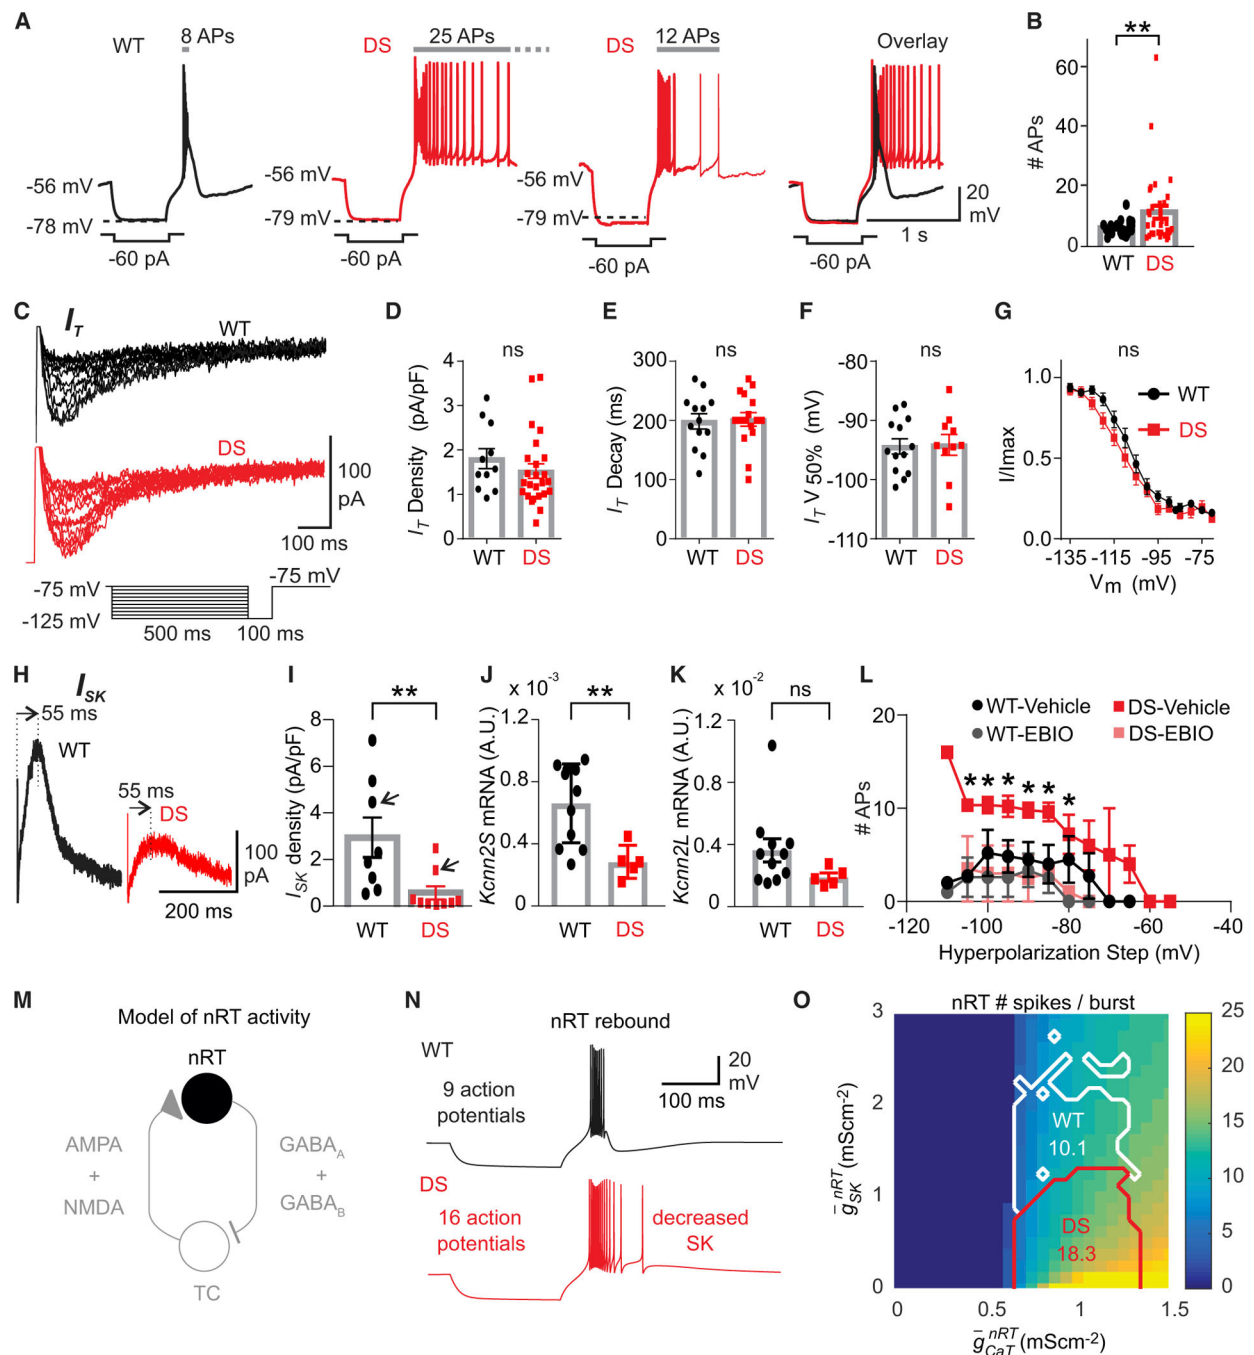 A
WT
8 APs
DS
25 APs
DS
12 APs
Overlay
-56 mV
-78 mV
-60 pA
-56 mV
-79 mV
-60 pA
-56 mV
-79 mV
-60 pA
-60 pA
20
mV
1 s
B
**
# APs
60
40
20
0
WT
DS
C
I_T
WT
DS
100
pA
100 ms
-75 mV
-125 mV
-75 mV
500 ms
100 ms
D
ns
I_T Density (pA/pF)
4
3
2
1
0
WT
DS
E
ns
I_T Decay (ms)
300
200
100
0
WT
DS
F
ns
I_T V 50% (mV)
-80
-90
-100
-110
WT
DS
G
ns
I/Imax
1.0
0.5
0.0
WT
DS
-135
-115
-95
-75
Vm (mV)
H
I_SK
55 ms
WT
55 ms
DS
100
pA
200 ms
I
**
I_SK density (pA/pF)
8
6
4
2
0
WT
DS
J
x 10-3
**
Kcnn2S mRNA (A.U.)
1.2
0.8
0.4
0
WT
DS
K
x 10-2
ns
Kcnn2L mRNA (A.U.)
1.2
0.8
0.4
0
WT
DS
L
WT-Vehicle
DS-Vehicle
WT-EBIO
DS-EBIO
# APs
20
10
0
** * * * *
-120
-100
-80
-60
-40
Hyperpolarization Step (mV)
M
Model of nRT activity
nRT
AMPA
+
NMDA
GABA_A
+
GABA_B
TC
N
nRT rebound
WT
9 action
potentials
20
mV
100 ms
DS
16 action
potentials
decreased
SK
O
nRT # spikes / burst
g̅_SK^nRT (mScm-2)
3
2
1
0
WT
10.1
DS
18.3
0
0.5
1
1.5
g̅_CaT^nRT (mScm-2)
25
20
15
10
5
0